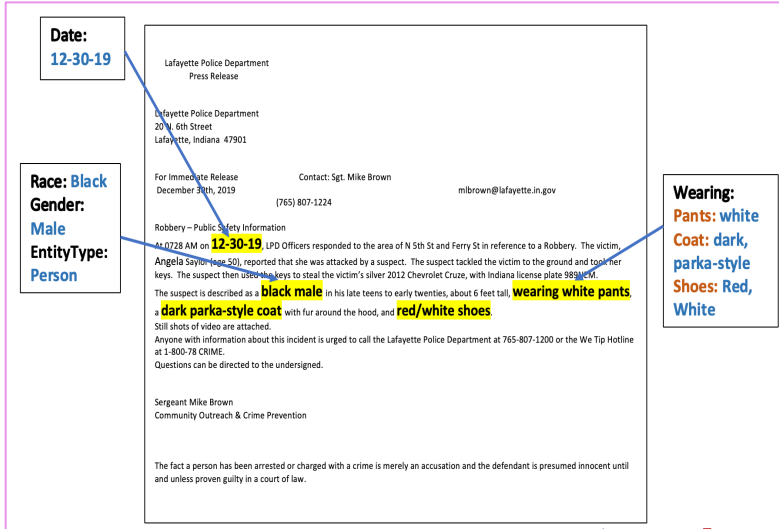 Date:
12-30-19
Lafayette Police Department
Press Release
Lafayette Police Department
20 N. 6th Street
Lafayette, Indiana 47901
For Immediate Release Contact: Sgt. Mike Brown
December 30th, 2019 mlbrown@lafayette.in.gov
(765) 807-1224
Robbery – Public Safety Information
At 0728 AM on 12-30-19, LPD Officers responded to the area of N 5th St and Ferry St in reference to a Robbery. The victim,
Angela Saylor (age 50), reported that she was attacked by a suspect. The suspect tackled the victim to the ground and took her
keys. The suspect then used the keys to steal the victim's silver 2012 Chevrolet Cruze, with Indiana license plate
The suspect is described as a black male in his late teens to early twenties, about 6 feet tall, wearing white pants,
a dark parka-style coat with fur around the hood, and red/white shoes.
Still shots of video are attached.
Anyone with information about this incident is urged to call the Lafayette Police Department at 765-807-1200 or the We Tip Hotline
at 1-800-78 CRIME.
Questions can be directed to the undersigned.
Sergeant Mike Brown
Community Outreach & Crime Prevention
The fact a person has been arrested or charged with a crime is merely an accusation and the defendant is presumed innocent until
and unless proven guilty in a court of law.
Race: Black
Gender:
Male
EntityType:
Person
Wearing:
Pants: white
Coat: dark,
parka-style
Shoes: Red,
White